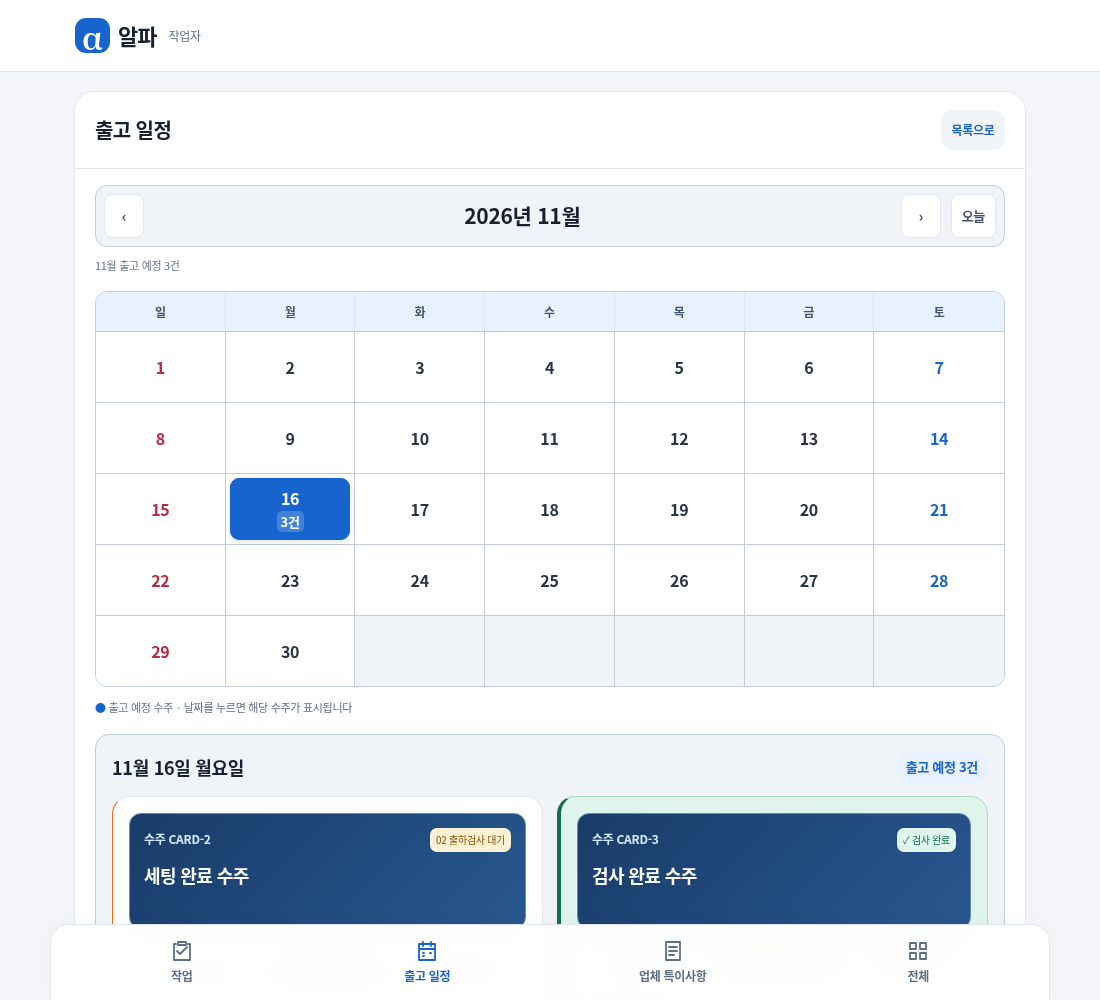 α 알파 작업자
출고 일정 목록으로
‹ 2026년 11월 › 오늘
11월 출고 예정 3건
일 월 화 수 목 금 토
1 2 3 4 5 6 7
8 9 10 11 12 13 14
15 16 17 18 19 20 21
3건
22 23 24 25 26 27 28
29 30
출고 예정 수주 · 날짜를 누르면 해당 수주가 표시됩니다
11월 16일 월요일 출고 예정 3건
수주 CARD-2 02 출하검사 대기
세팅 완료 수주
수주 CARD-3 ✓ 검사 완료
검사 완료 수주
작업 출고 일정 업체 특이사항 전체